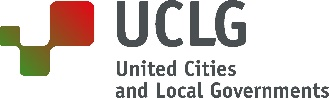 UCLG
United Cities
and Local Governments